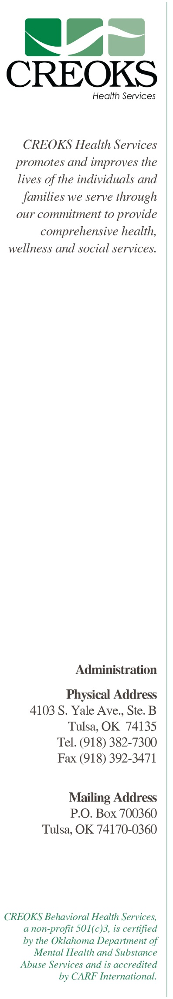 CREOKS
Health Services
CREOKS Health Services
promotes and improves the
lives of the individuals and
families we serve through
our commitment to provide
comprehensive health,
wellness and social services.
Administration
Physical Address
4103 S. Yale Ave., Ste. B
Tulsa, OK  74135
Tel. (918) 382-7300
Fax (918) 392-3471
Mailing Address
P.O. Box 700360
Tulsa, OK 74170-0360
CREOKS Behavioral Health Services,
a non-profit 501(c)3, is certified
by the Oklahoma Department of
Mental Health and Substance
Abuse Services and is accredited
by CARF International.